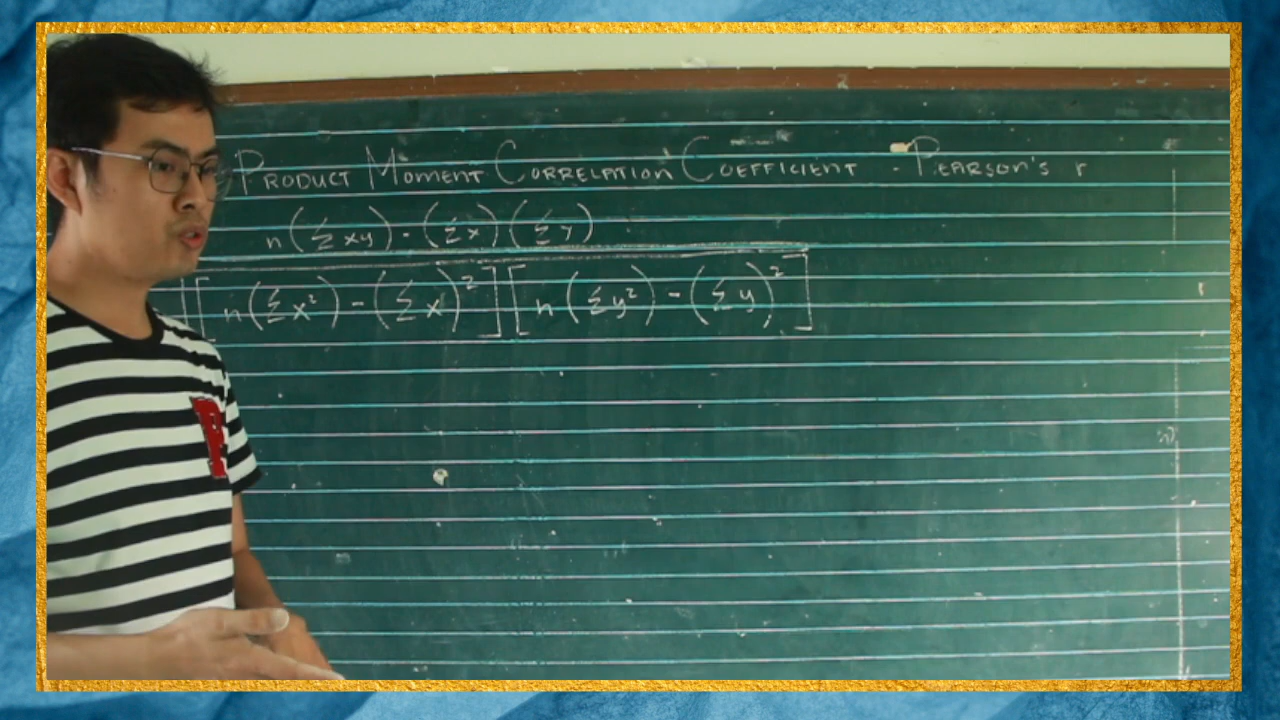 PRODUCT MOMENT CORRELATION COEFFICIENT - PEARSON'S r
n(Σxy) - (Σx)(Σy)
[n(Σx²) - (Σx)²][n(Σy²) - (Σy)²]
P